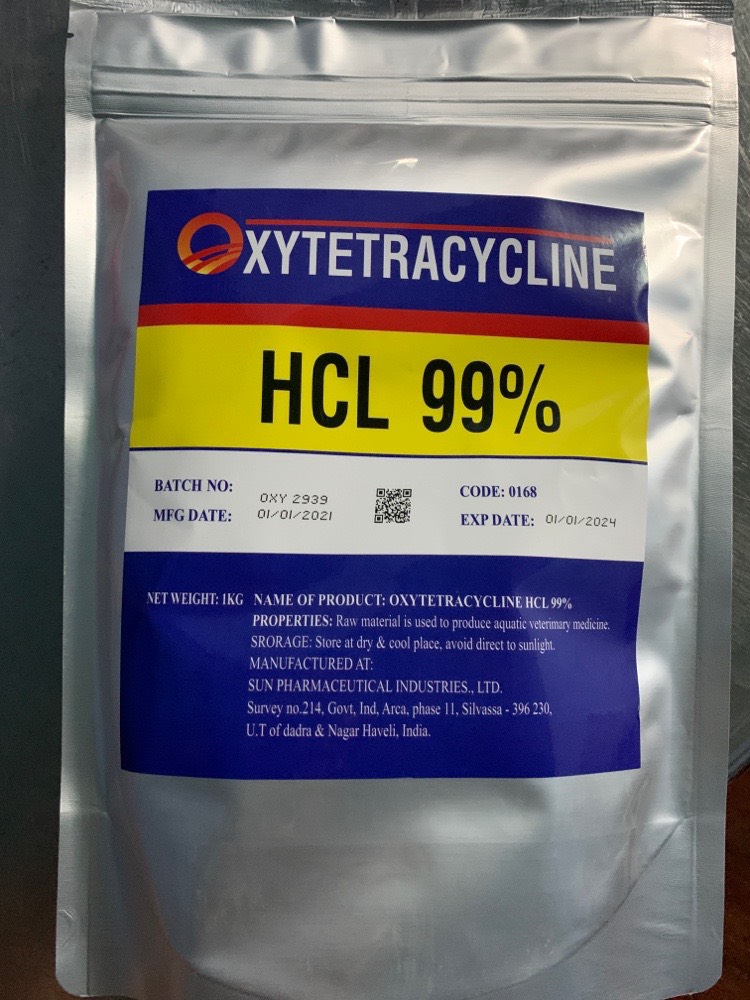 OXYTETRACYCLINE
HCL 99%
BATCH NO: OXY 2939
MFG DATE: 01/01/2021
CODE: 0168
EXP DATE: 01/01/2024
NET WEIGHT: 1KG NAME OF PRODUCT: OXYTETRACYCLINE HCL 99%
PROPERTIES: Raw material is used to produce aquatic veterinary medicine.
SRORAGE: Store at dry & cool place, avoid direct to sunlight.
MANUFACTURED AT:
SUN PHARMACEUTICAL INDUSTRIES., LTD.
Survey no.214, Govt, Ind, Arca, phase 11, Silvassa - 396 230,
U.T of dadra & Nagar Haveli, India.